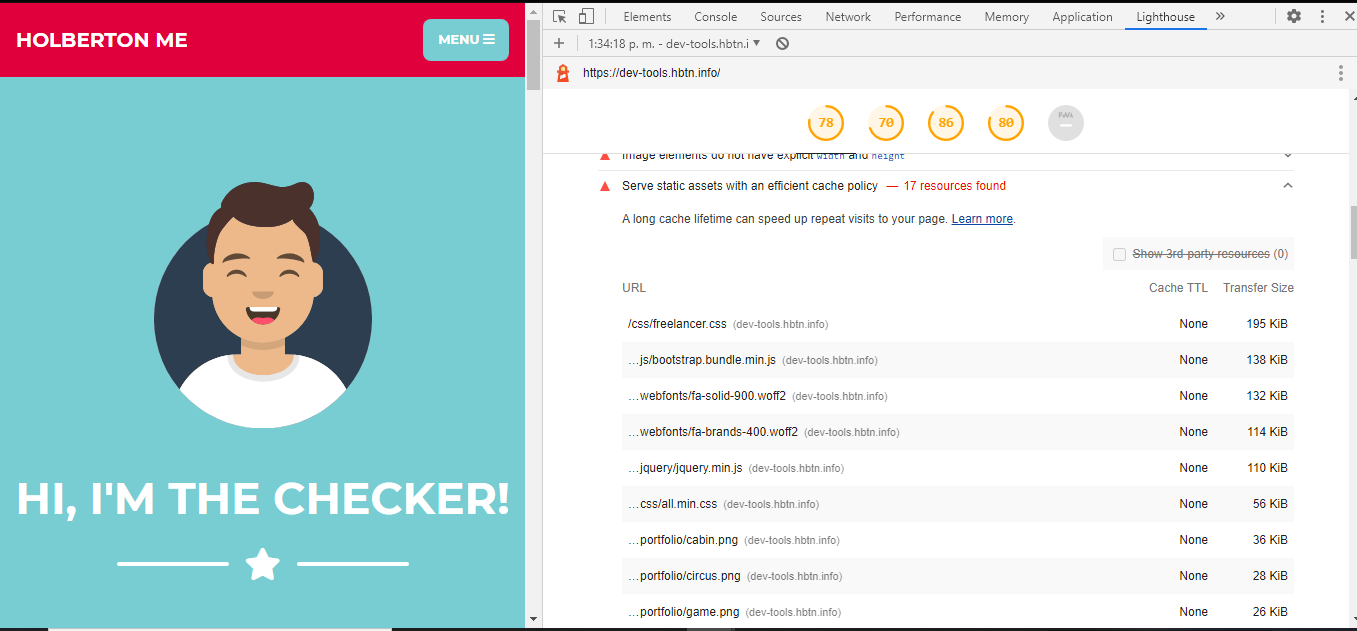 HOLBERTON ME
MENU
HI, I'M THE CHECKER!
Elements Console Sources Network Performance Memory Application Lighthouse
1:34:18 p. m. - dev-tools.hbtn.i
https://dev-tools.hbtn.info/
78 70 86 80 PWA
Image elements do not have explicit width and height
Serve static assets with an efficient cache policy — 17 resources found
A long cache lifetime can speed up repeat visits to your page. Learn more.
Show 3rd-party resources (0)
URL Cache TTL Transfer Size
/css/freelancer.css (dev-tools.hbtn.info) None 195 KiB
…js/bootstrap.bundle.min.js (dev-tools.hbtn.info) None 138 KiB
…webfonts/fa-solid-900.woff2 (dev-tools.hbtn.info) None 132 KiB
…webfonts/fa-brands-400.woff2 (dev-tools.hbtn.info) None 114 KiB
…jquery/jquery.min.js (dev-tools.hbtn.info) None 110 KiB
…css/all.min.css (dev-tools.hbtn.info) None 56 KiB
…portfolio/cabin.png (dev-tools.hbtn.info) None 36 KiB
…portfolio/circus.png (dev-tools.hbtn.info) None 28 KiB
…portfolio/game.png (dev-tools.hbtn.info) None 26 KiB